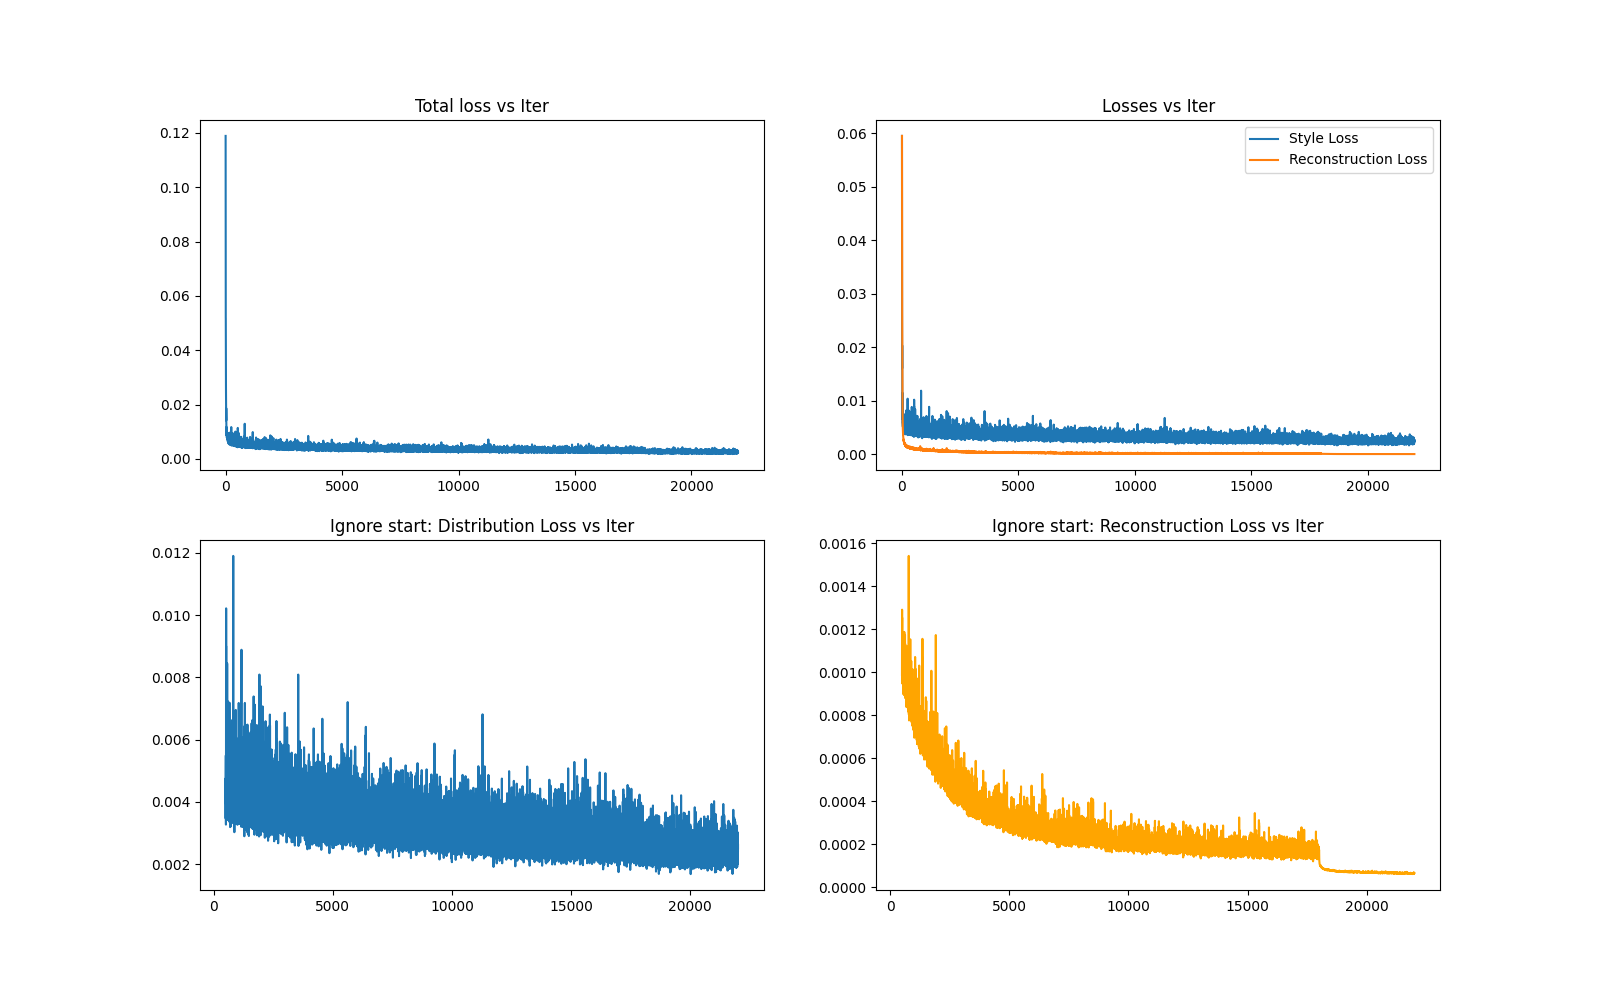 Total loss vs Iter
0.12
0.10
0.08
0.06
0.04
0.02
0.00
0 5000 10000 15000 20000
Losses vs Iter
Style Loss
Reconstruction Loss
0.06
0.05
0.04
0.03
0.02
0.01
0.00
0 5000 10000 15000 20000
Ignore start: Distribution Loss vs Iter
0.012
0.010
0.008
0.006
0.004
0.002
0 5000 10000 15000 20000
Ignore start: Reconstruction Loss vs Iter
0.0016
0.0014
0.0012
0.0010
0.0008
0.0006
0.0004
0.0002
0.0000
0 5000 10000 15000 20000